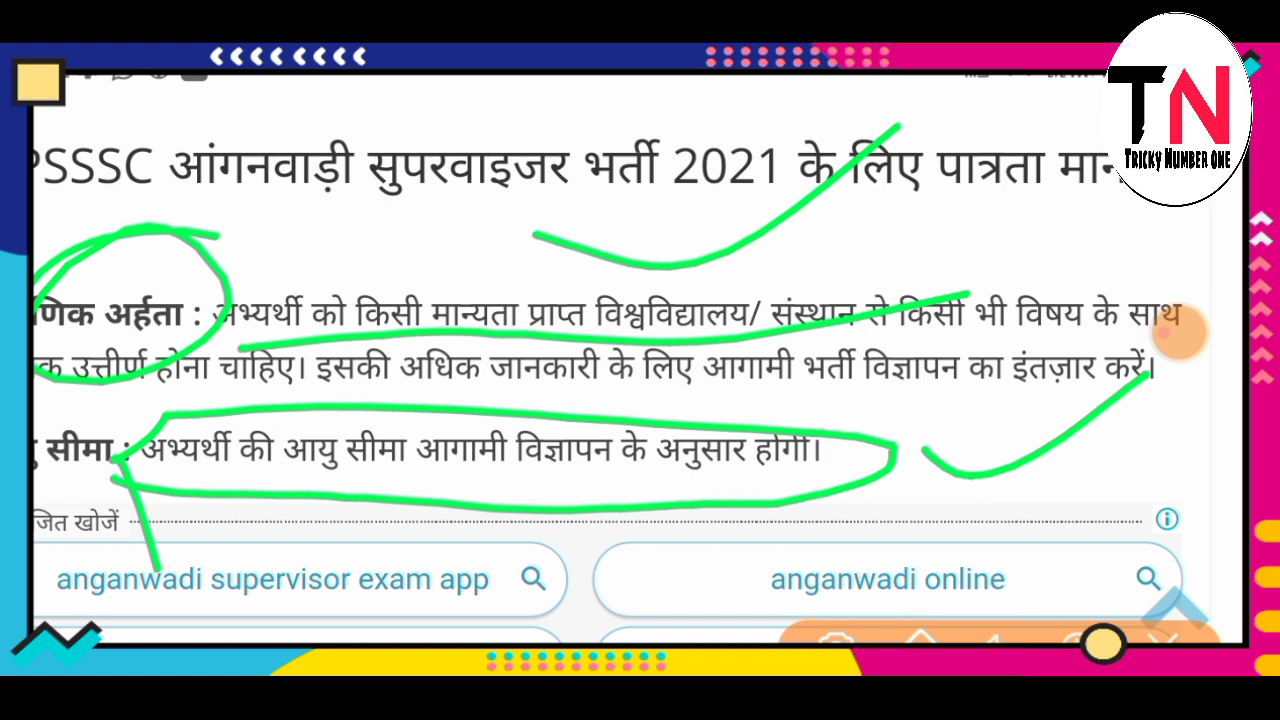 PSSSC आंगनवाड़ी सुपरवाइजर भर्ती 2021 के लिए पात्रता
TN
TRICKY NUMBER ONE
अर्हता : अभ्यर्थी को किसी मान्यता प्राप्त विश्वविद्यालय/ संस्थान से किसी भी विषय के साथ
उत्तीर्ण होना चाहिए। इसकी अधिक जानकारी के लिए आगामी भर्ती विज्ञापन का इंतज़ार करें।
सीमा : अभ्यर्थी की आयु सीमा आगामी विज्ञापन के अनुसार होगी।
खोजें
anganwadi supervisor exam app
anganwadi online